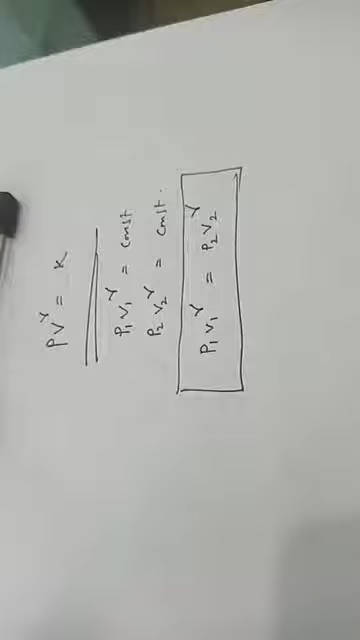 PV^γ = K
P₁V₁^γ = const
P₂V₂^γ = const.
P₁V₁^γ = P₂V₂^γ